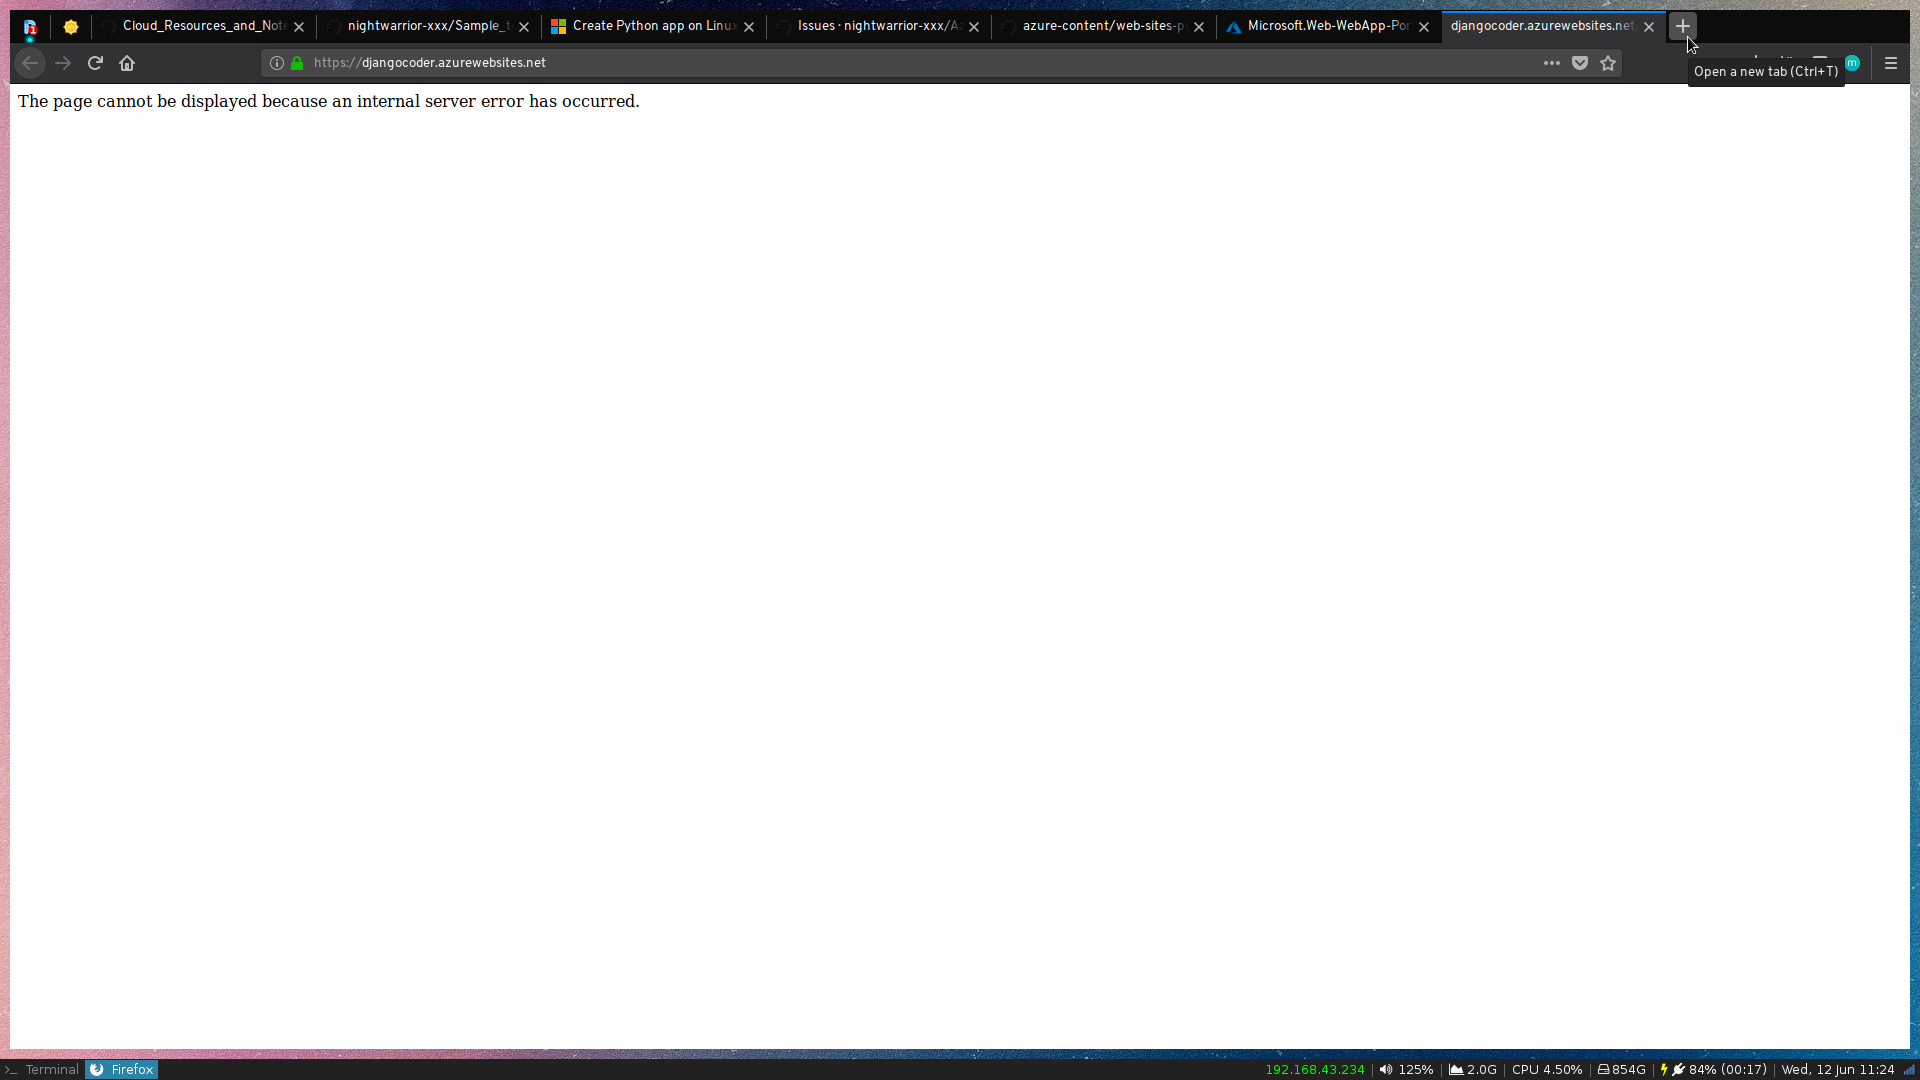 Cloud_Resources_and_Note
nightwarrior-xxx/Sample_t
Create Python app on Linux
Issues · nightwarrior-xxx/A
azure-content/web-sites-p
Microsoft.Web-WebApp-Por
djangocoder.azurewebsites.net
https://djangocoder.azurewebsites.net
m
Open a new tab (Ctrl+T)
The page cannot be displayed because an internal server error has occurred.
>_ Terminal Firefox 192.168.43.234 125% 2.0G CPU 4.50% 854G 84% (00:17) Wed, 12 Jun 11:24